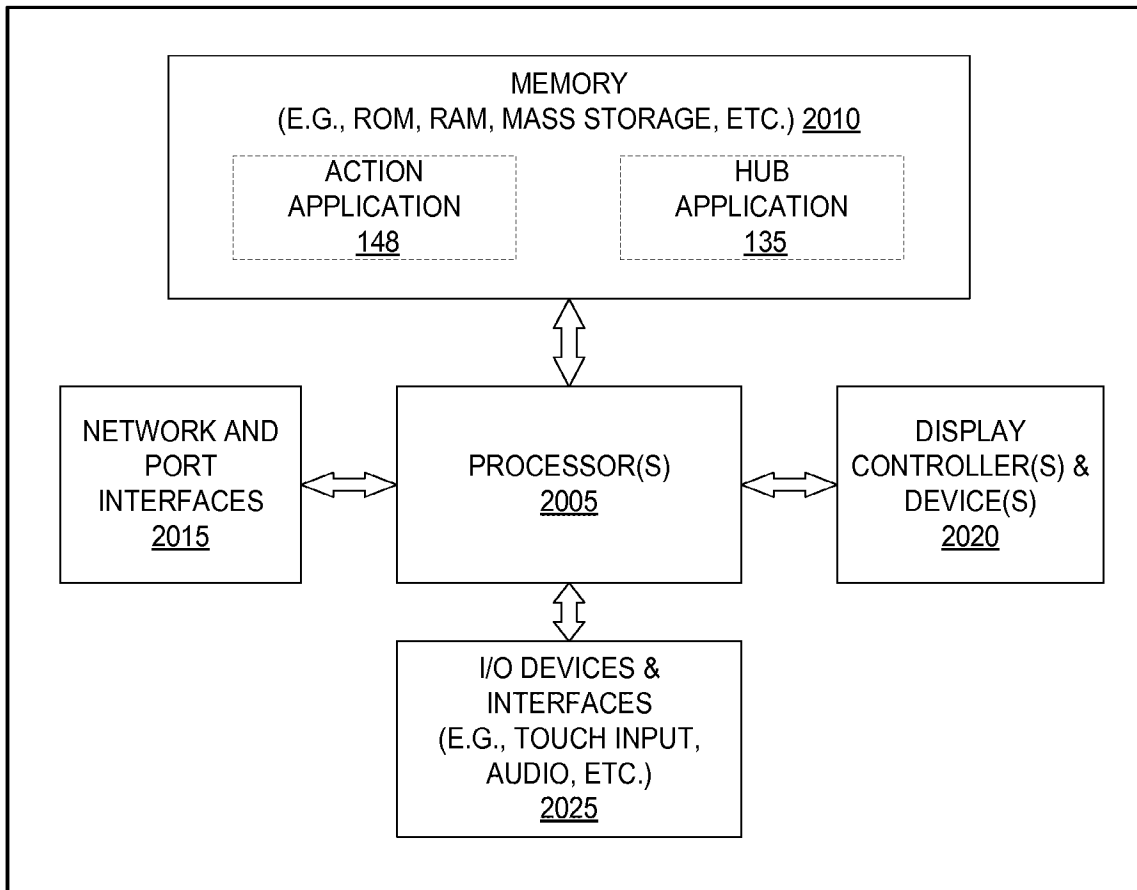 MEMORY
(E.G., ROM, RAM, MASS STORAGE, ETC.) 2010
ACTION
APPLICATION
148
HUB
APPLICATION
135
NETWORK AND
PORT
INTERFACES
2015
PROCESSOR(S)
2005
DISPLAY
CONTROLLER(S) &
DEVICE(S)
2020
I/O DEVICES &
INTERFACES
(E.G., TOUCH INPUT,
AUDIO, ETC.)
2025